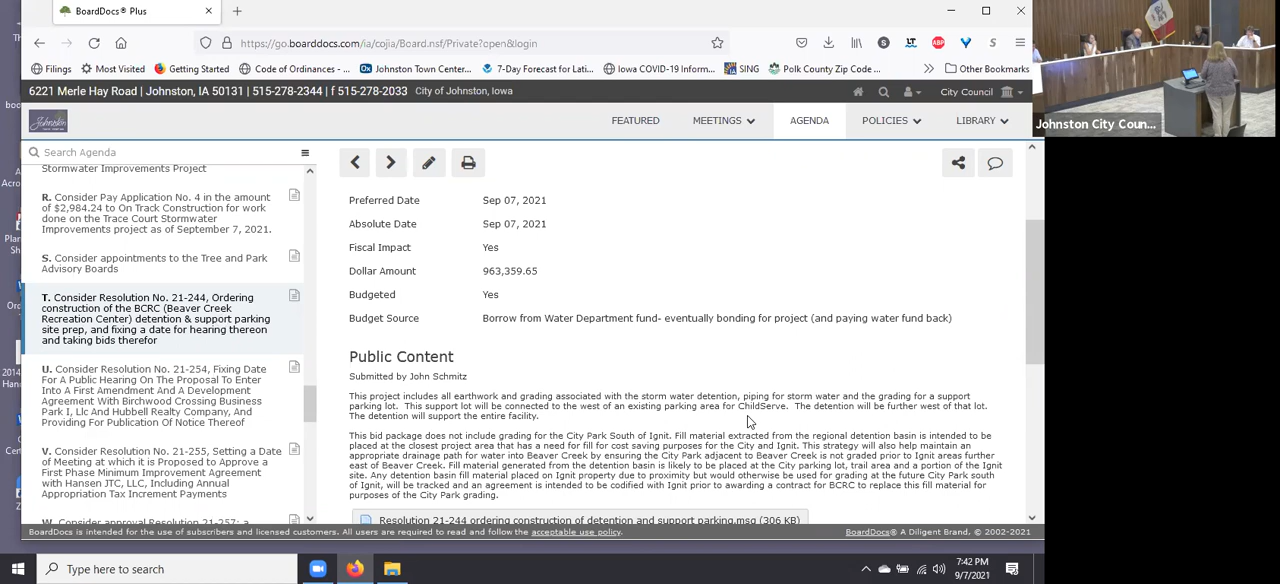 BoardDocs® Plus
https://go.boarddocs.com/ia/cojia/Board.nsf/Private?open&login
Filings Most Visited Getting Started Code of Ordinances -... Johnston Town Center... 7-Day Forecast for Lati... Iowa COVID-19 Inform... SING Polk County Zip Code ... Other Bookmarks
6221 Merle Hay Road | Johnston, IA 50131 | 515-278-2344 | f 515-278-2033 City of Johnston, Iowa City Council
Johnston FEATURED MEETINGS AGENDA POLICIES LIBRARY
Johnston City Coun...
Search Agenda
Stormwater Improvements Project
R. Consider Pay Application No. 4 in the amount
of $2,984.24 to On Track Construction for work
done on the Trace Court Stormwater
Improvements project as of September 7, 2021.
S. Consider appointments to the Tree and Park
Advisory Boards
T. Consider Resolution No. 21-244, Ordering
construction of the BCRC (Beaver Creek
Recreation Center) detention & support parking
site prep, and fixing a date for hearing thereon
and taking bids therefor
U. Consider Resolution No. 21-254, Fixing Date
For A Public Hearing On The Proposal To Enter
Into A First Amendment And A Development
Agreement With Birchwood Crossing Business
Park I, Llc And Hubbell Realty Company, And
Providing For Publication Of Notice Thereof
V. Consider Resolution No. 21-255, Setting a Date
of Meeting at which it is Proposed to Approve a
First Phase Minimum Improvement Agreement
with Hansen JTC, LLC, Including Annual
Appropriation Tax Increment Payments
W. Consider approval Resolution 21-257; a
Preferred Date Sep 07, 2021
Absolute Date Sep 07, 2021
Fiscal Impact Yes
Dollar Amount 963,359.65
Budgeted Yes
Budget Source Borrow from Water Department fund- eventually bonding for project (and paying water fund back)
Public Content
Submitted by John Schmitz
This project includes all earthwork and grading associated with the storm water detention, piping for storm water and the grading for a support
parking lot. This support lot will be connected to the west of an existing parking area for ChildServe. The detention will be further west of that lot.
The detention will support the entire facility.
This bid package does not include grading for the City Park South of Ignit. Fill material extracted from the regional detention basin is intended to be
placed at the closest project area that has a need for fill for cost saving purposes for the City and Ignit. This strategy will also help maintain an
appropriate drainage path for water into Beaver Creek by ensuring the City Park adjacent to Beaver Creek is not graded prior to Ignit areas further
east of Beaver Creek. Fill material generated from the detention basin is likely to be placed at the City parking lot, trail area and a portion of the Ignit
site. Any detention basin fill material placed on Ignit property due to proximity but would otherwise be used for grading at the future City Park south
of Ignit, will be tracked and an agreement is intended to be codified with Ignit prior to awarding a contract for BCRC to replace this fill material for
purposes of the City Park grading.
Resolution 21-244 ordering construction of detention and support parking.msg (306 KB)
BoardDocs is intended for the use of subscribers and licensed customers. All users are required to read and follow the acceptable use policy. BoardDocs® A Diligent Brand. © 2002-2021
Type here to search
7:42 PM
9/7/2021